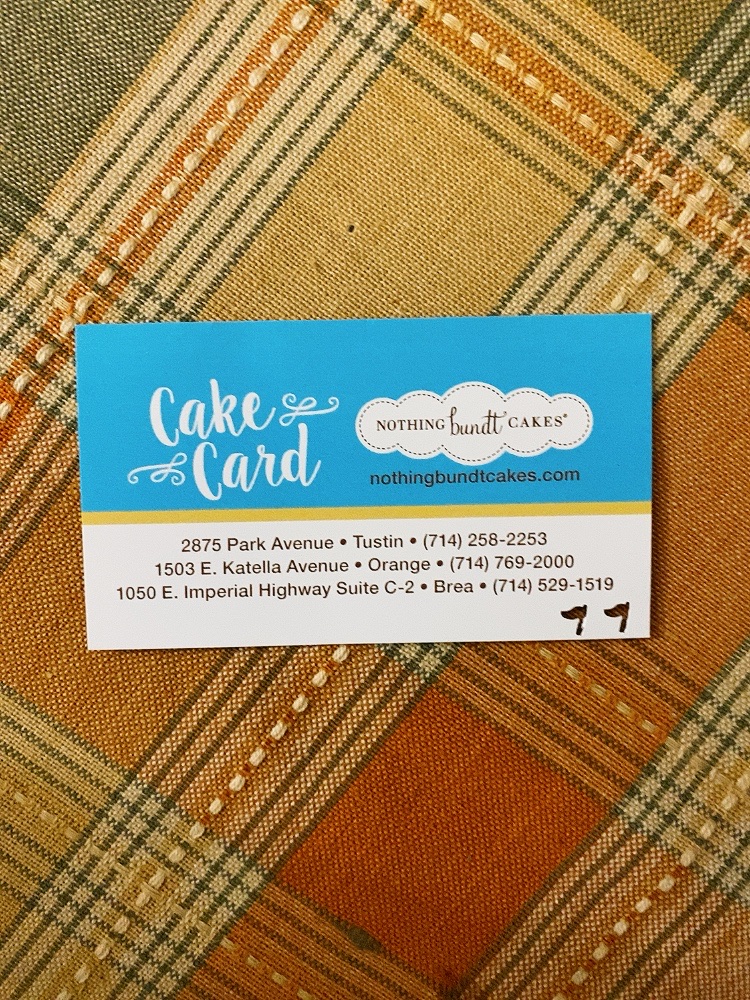 Cake
Card
NOTHING bundt CAKES®
nothingbundtcakes.com
2875 Park Avenue • Tustin • (714) 258-2253
1503 E. Katella Avenue • Orange • (714) 769-2000
1050 E. Imperial Highway Suite C-2 • Brea • (714) 529-1519